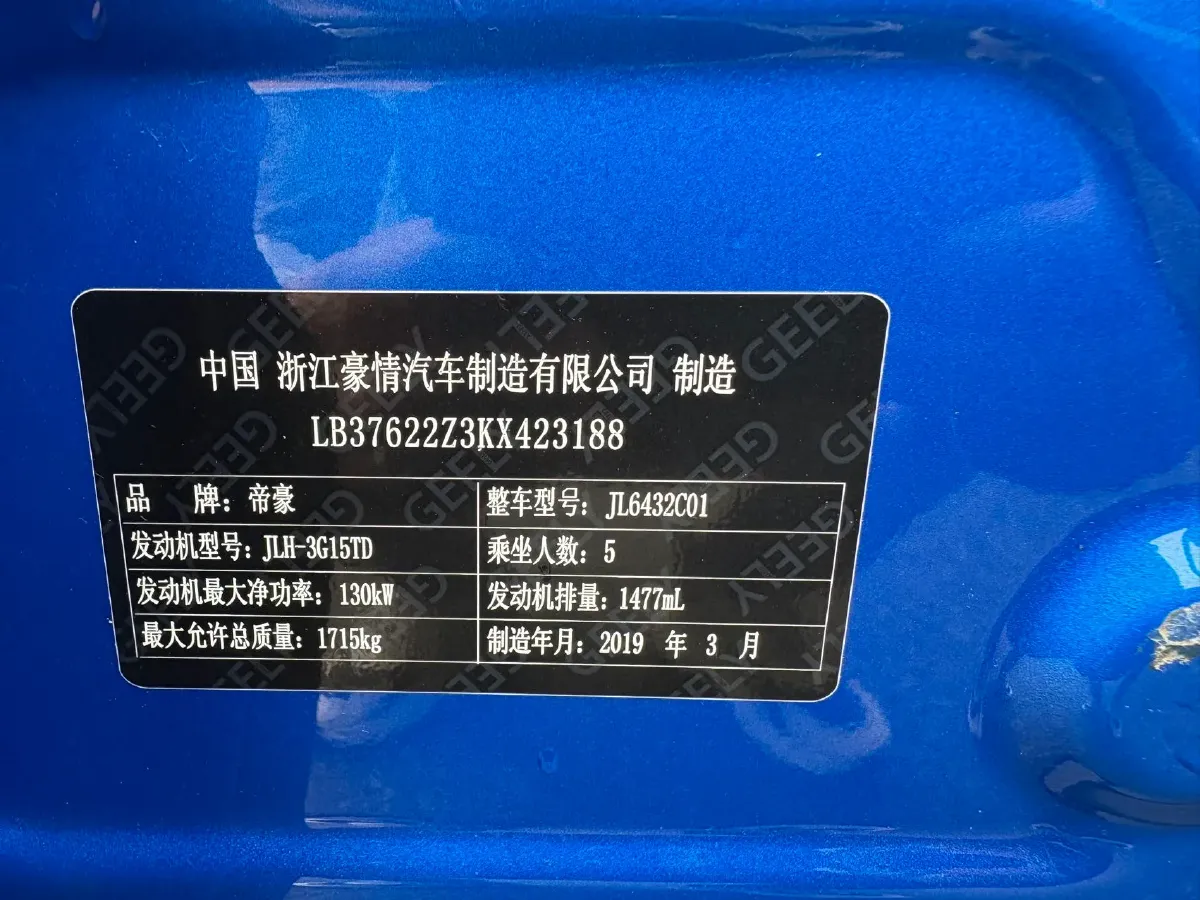 中国 浙江豪情汽车制造有限公司 制造
LB37622Z3KX423188
品 牌：帝豪 整车型号：JL6432C01
发动机型号：JLH-3G15TD 乘坐人数：5
发动机最大净功率：130kW 发动机排量：1477mL
最大允许总质量：1715kg 制造年月：2019 年 3 月
GEELY